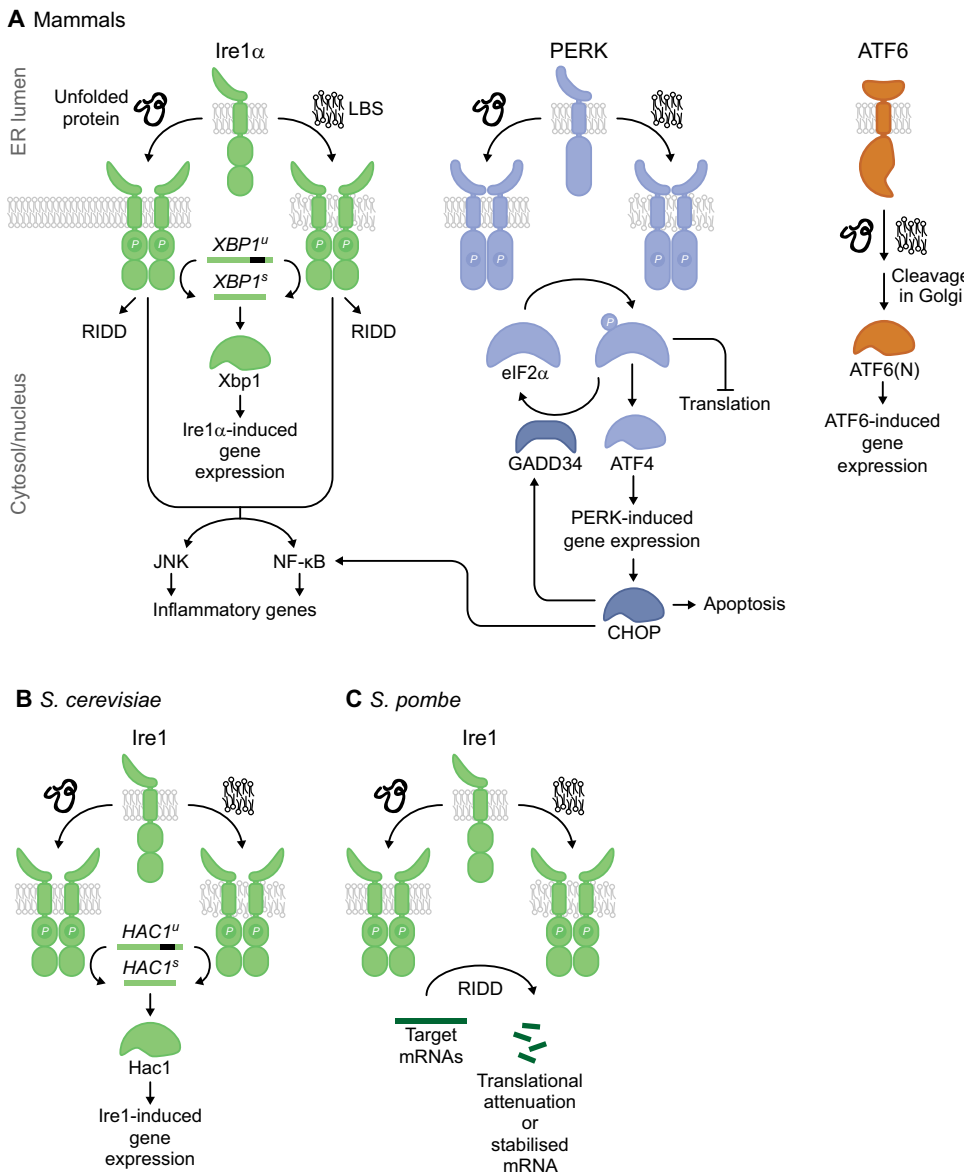 A Mammals
Ire1α
PERK
ATF6
ER lumen
Unfolded
protein
LBS
P
P
P
P
XBP1ᵘ
XBP1ˢ
RIDD
RIDD
Xbp1
Ire1α-induced
gene
expression
JNK
NF-κB
Inflammatory genes
Cytosol/nucleus
P
P
P
P
P
eIF2α
Translation
GADD34
ATF4
PERK-induced
gene expression
CHOP
Apoptosis
Cleavage
in Golgi
ATF6(N)
ATF6-induced
gene
expression
B S. cerevisiae
Ire1
P
P
P
P
HAC1ᵘ
HAC1ˢ
Hac1
Ire1-induced
gene
expression
C S. pombe
Ire1
P
P
P
P
RIDD
Target
mRNAs
Translational
attenuation
or
stabilised
mRNA